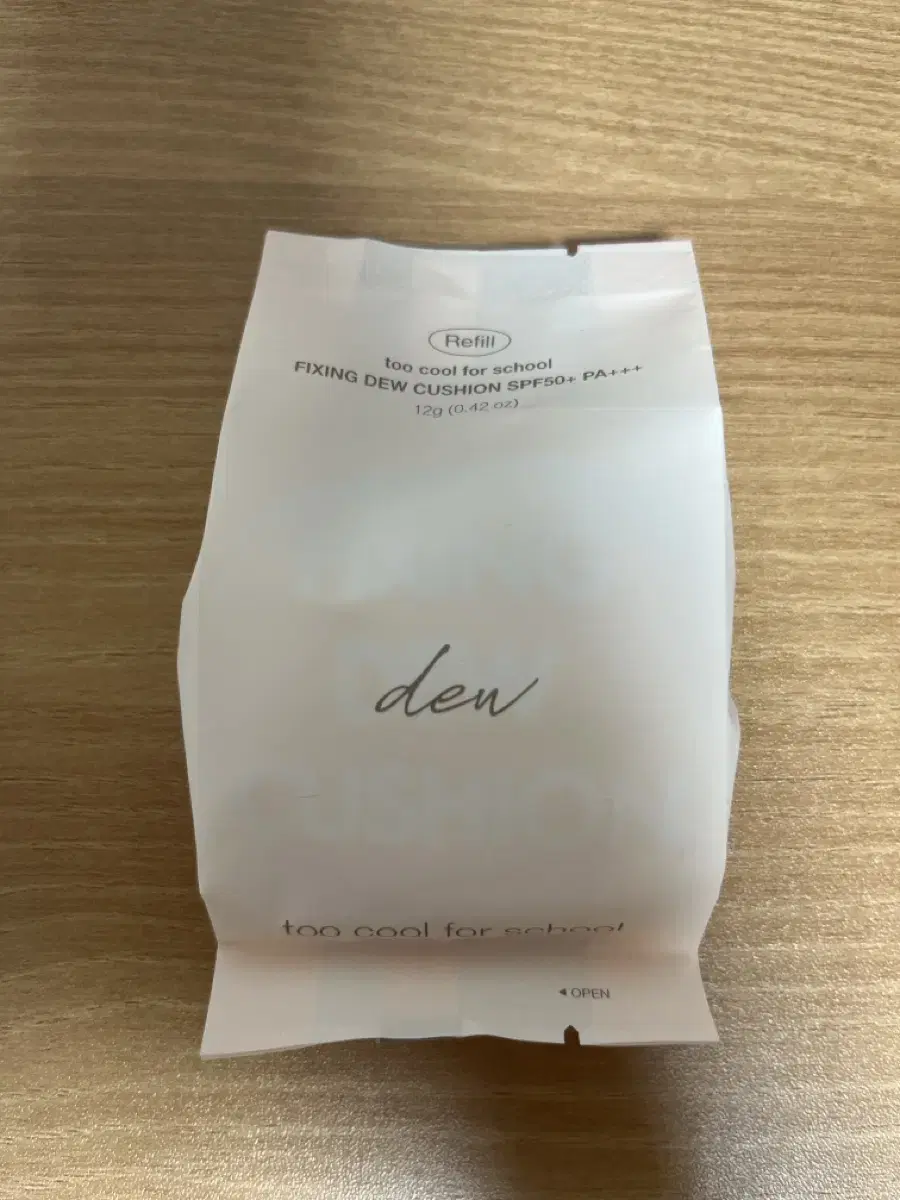 Refill
too cool for school
FIXING DEW CUSHION SPF50+ PA+++
12g (0.42 oz)
dew
too cool for school
◀ OPEN